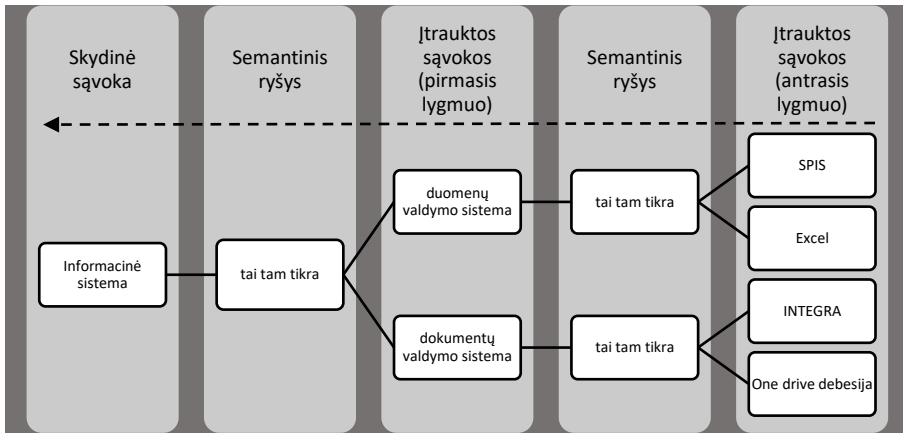 Skydinė
sąvoka
Semantinis
ryšys
Įtrauktos
sąvokos
(pirmasis
lygmuo)
Semantinis
ryšys
Įtrauktos
sąvokos
(antrasis
lygmuo)
Informacinė
sistema
tai tam tikra
duomenų
valdymo sistema
tai tam tikra
SPIS
Excel
dokumentų
valdymo sistema
tai tam tikra
INTEGRA
One drive debesija